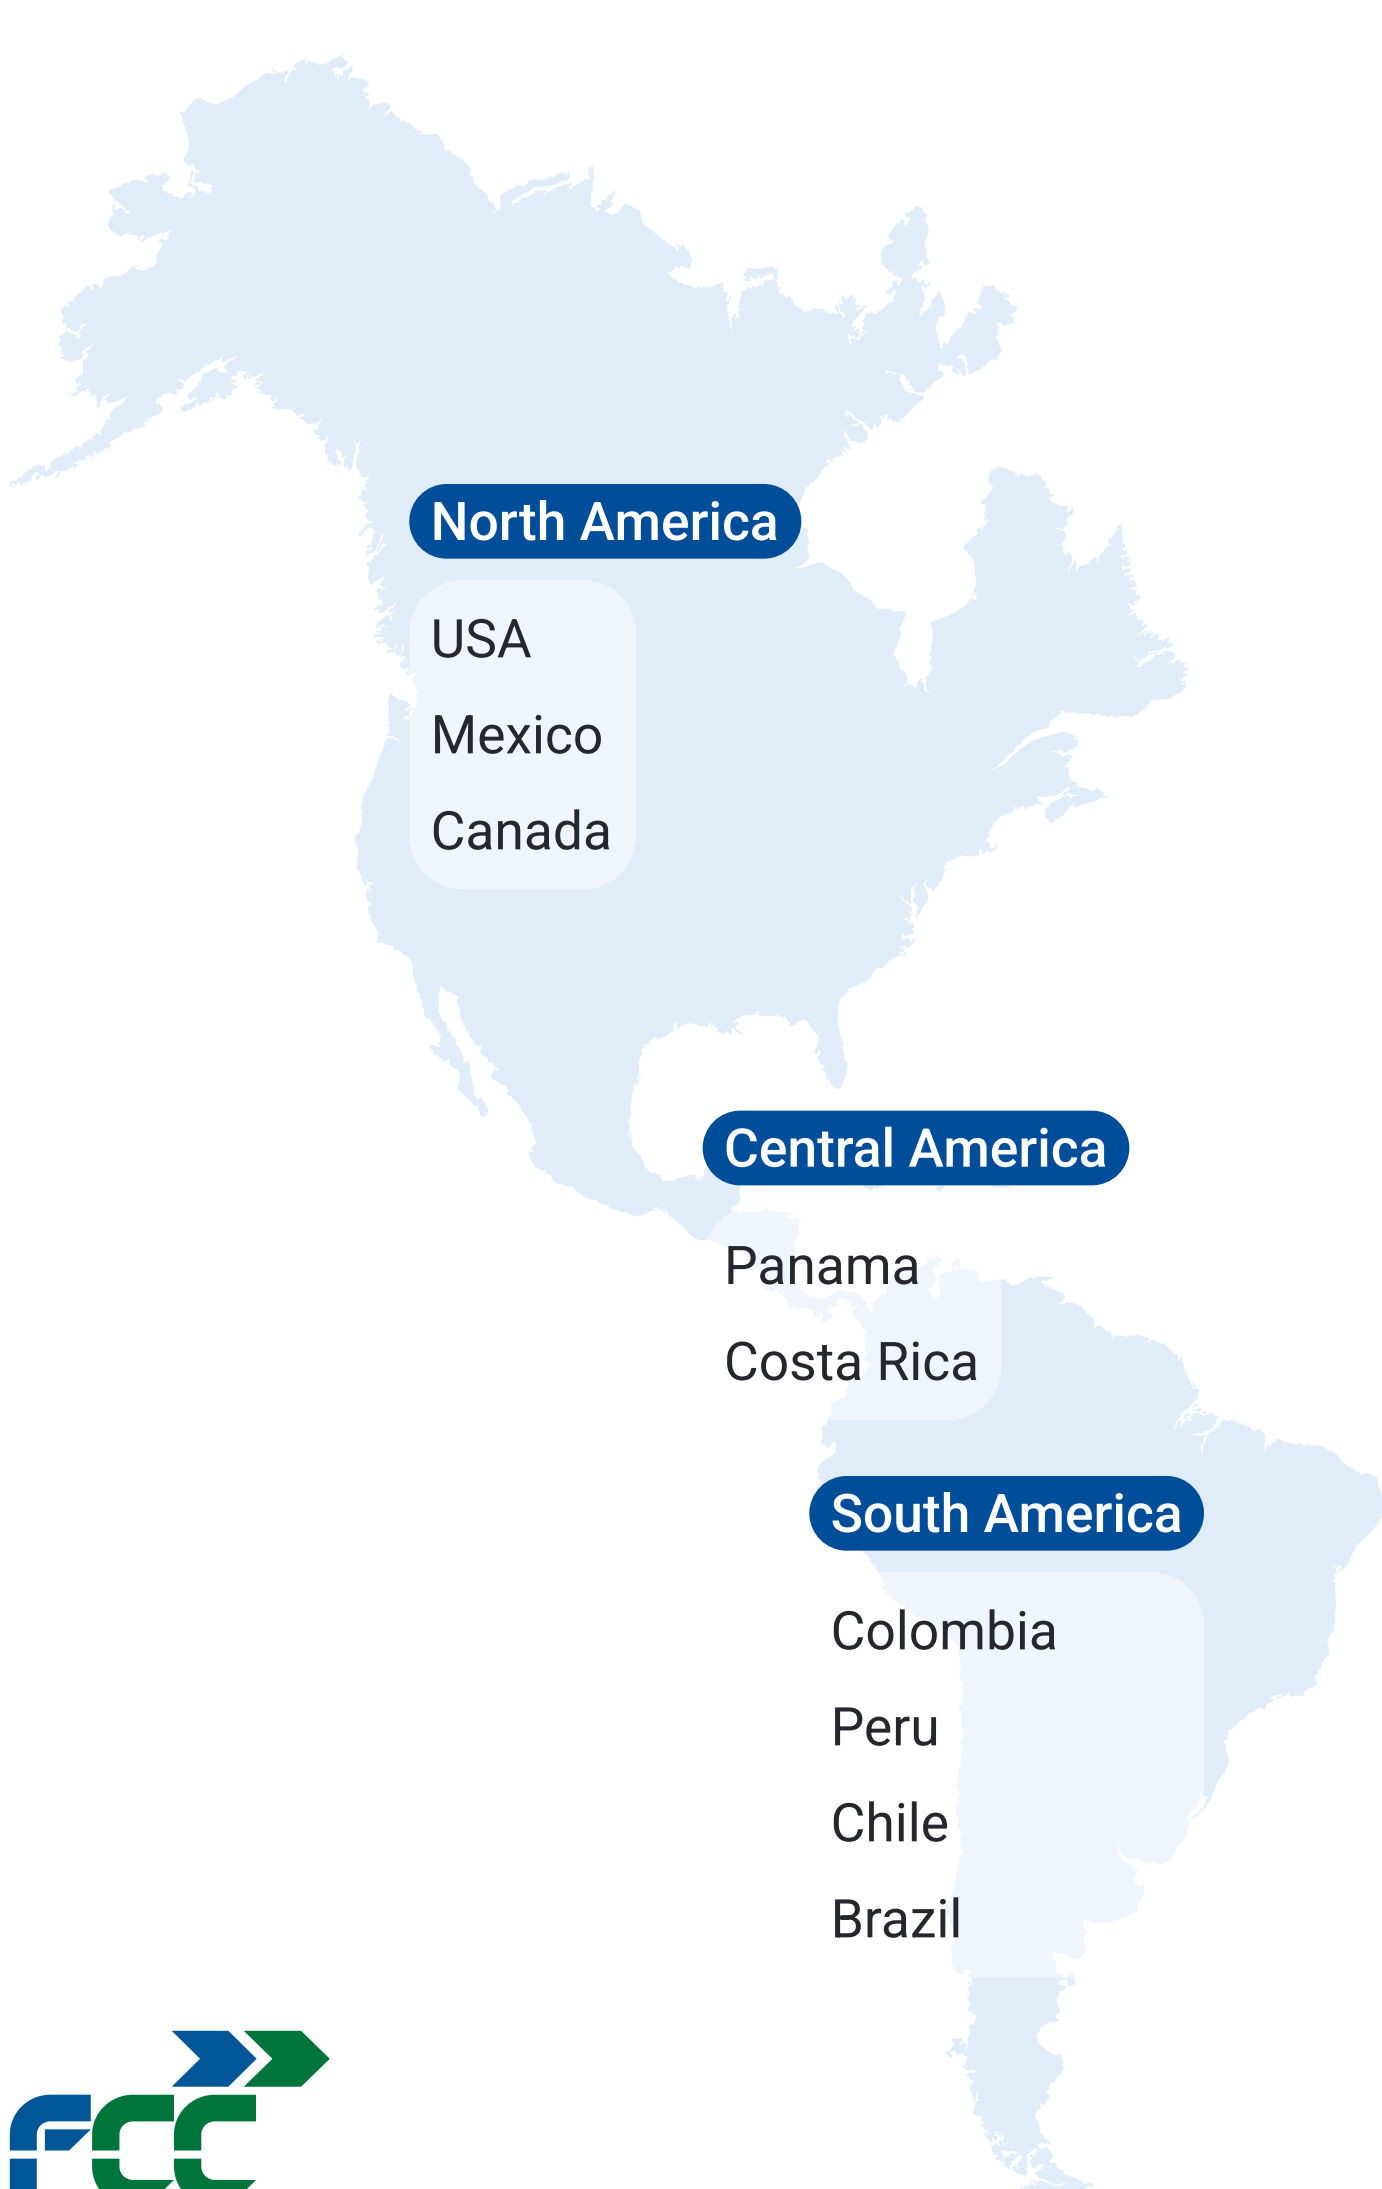 North America
USA
Mexico
Canada
Central America
Panama
Costa Rica
South America
Colombia
Peru
Chile
Brazil
FCC